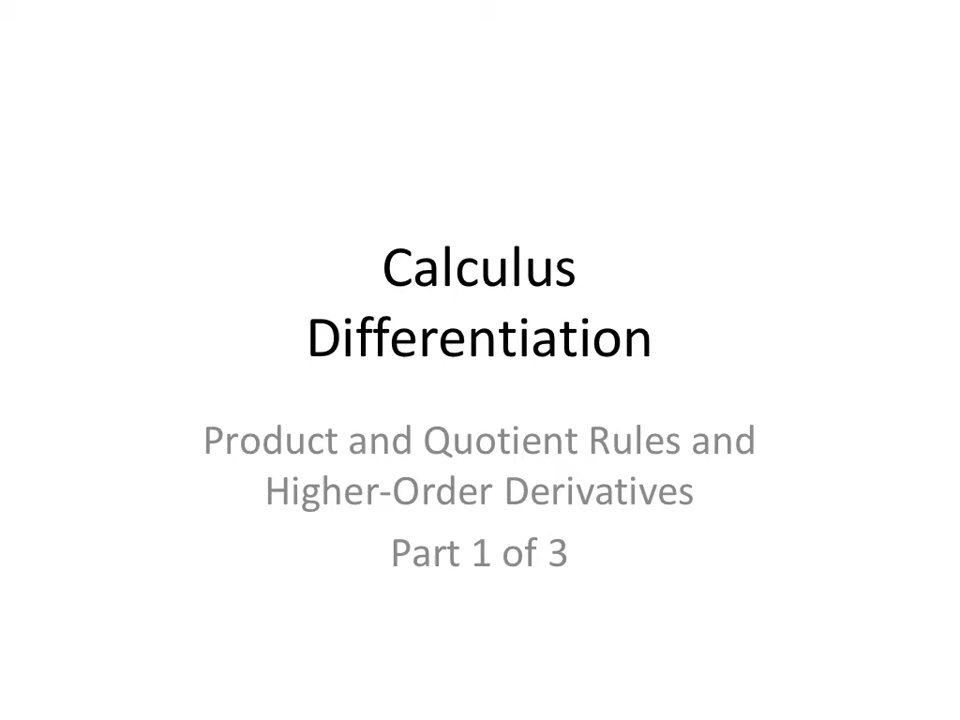 Calculus
Differentiation
Product and Quotient Rules and
Higher-Order Derivatives
Part 1 of 3